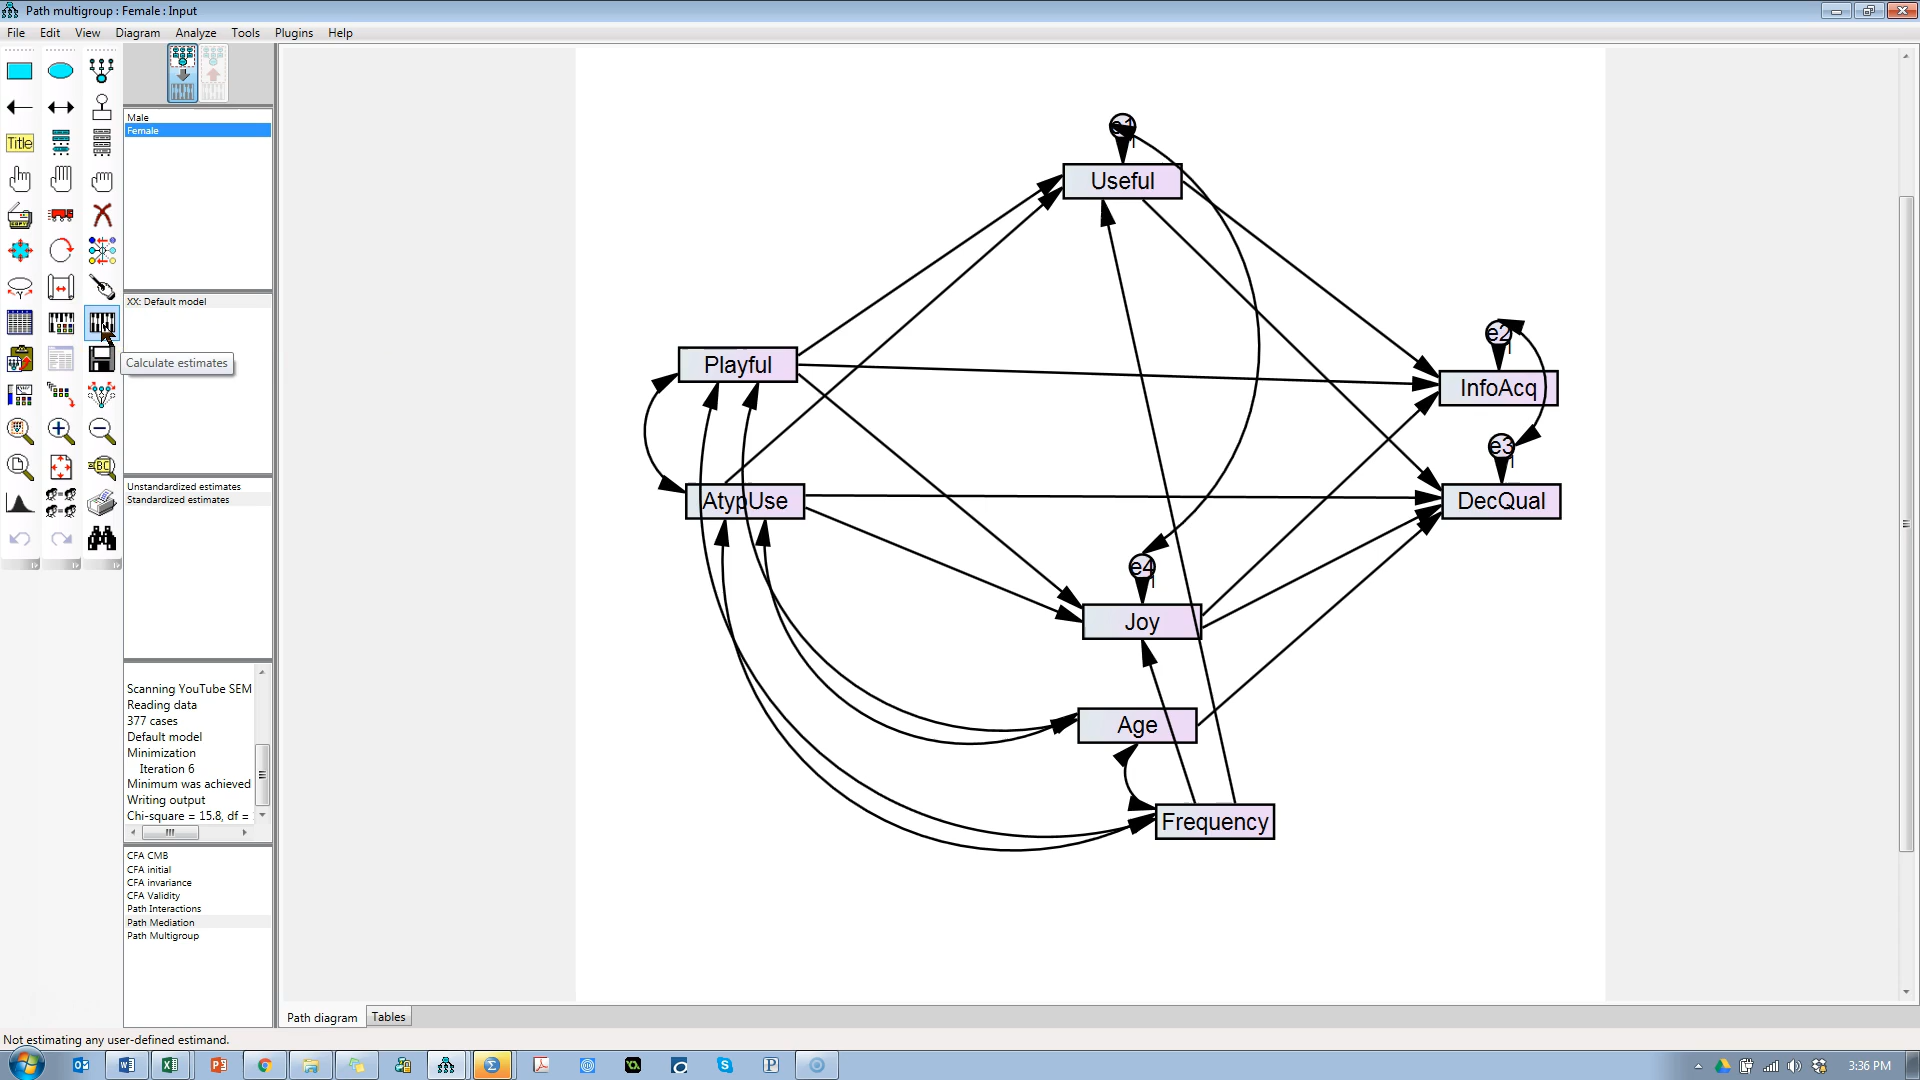 Path multigroup : Female : Input
File Edit View Diagram Analyze Tools Plugins Help
Title
Male
Female
XX: Default model
Calculate estimates
Unstandardized estimates
Standardized estimates
Scanning YouTube SEM
Reading data
377 cases
Default model
Minimization
Iteration 6
Minimum was achieved
Writing output
Chi-square = 15.8, df =
CFA CMB
CFA initial
CFA invariance
CFA Validity
Path Interactions
Path Mediation
Path Multigroup
e1
1
Useful
e2
1
Playful
InfoAcq
e3
1
AtypUse
DecQual
e4
1
Joy
Age
Frequency
Path diagram Tables
Not estimating any user-defined estimand.
3:36 PM